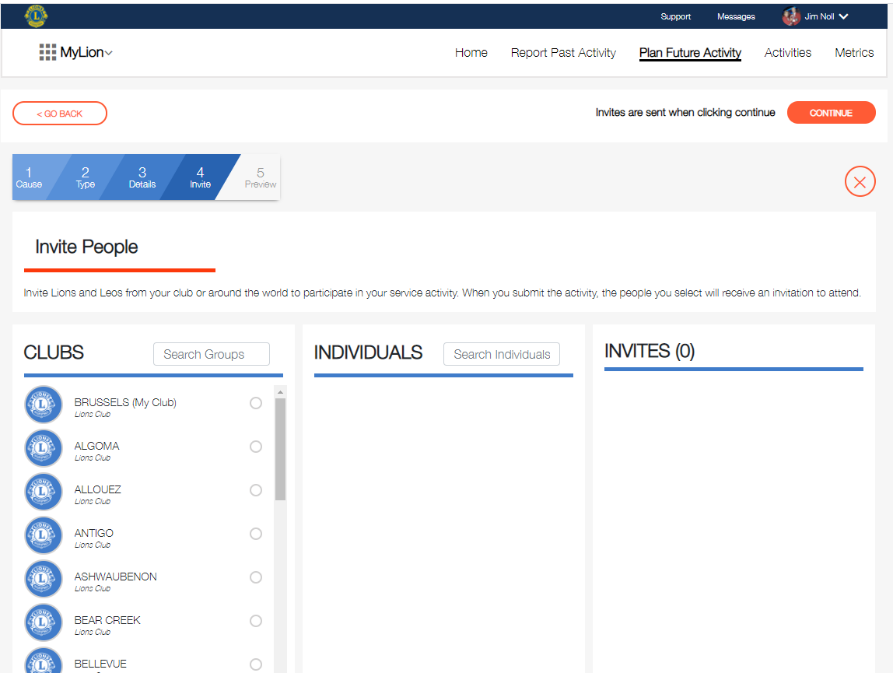 Support Messages Jim Noll
MyLion
Home Report Past Activity Plan Future Activity Activities Metrics
< GO BACK
Invites are sent when clicking continue
CONTINUE
1 Cause
2 Type
3 Details
4 Invite
5 Preview
Invite People
Invite Lions and Leos from your club or around the world to participate in your service activity. When you submit the activity, the people you select will receive an invitation to attend.
CLUBS
Search Groups
BRUSSELS (My Club)
Lions Club
ALGOMA
Lions Club
ALLOUEZ
Lions Club
ANTIGO
Lions Club
ASHWAUBENON
Lions Club
BEAR CREEK
Lions Club
BELLEVUE
INDIVIDUALS
Search Individuals
INVITES (0)